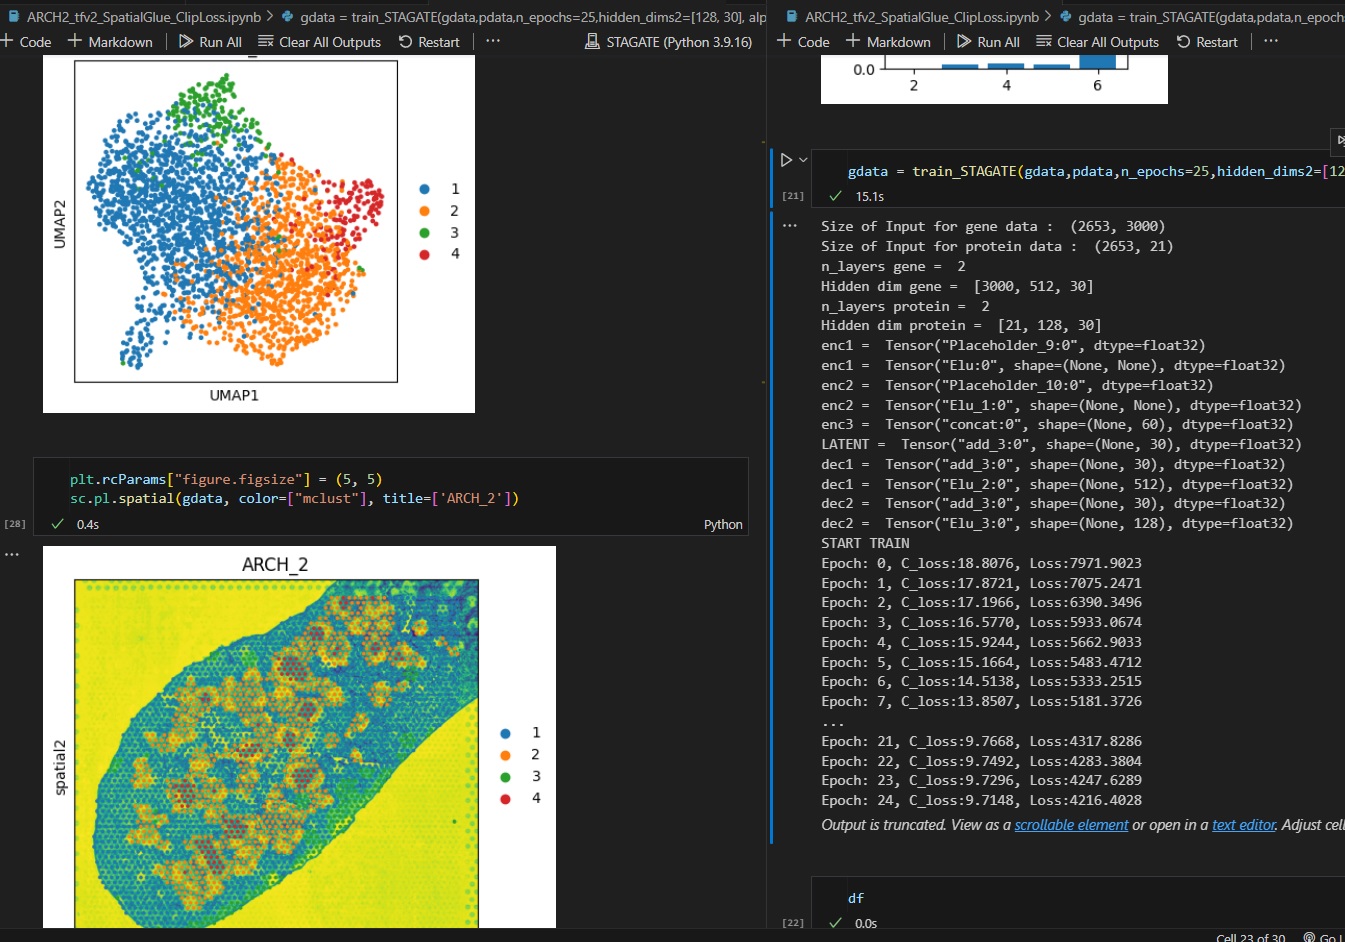 ARCH2_tfv2_SpatialGlue_ClipLoss.ipynb > gdata = train_STAGATE(gdata,pdata,n_epochs=25,hidden_dims2=[128, 30], alp
+ Code + Markdown | Run All Clear All Outputs Restart | ... STAGATE (Python 3.9.16)
UMAP2
1
2
3
4
UMAP1
plt.rcParams["figure.figsize"] = (5, 5)
sc.pl.spatial(gdata, color=["mclust"], title=['ARCH_2'])
[28] 0.4s Python
...
ARCH_2
spatial2
1
2
3
4
ARCH2_tfv2_SpatialGlue_ClipLoss.ipynb > gdata = train_STAGATE(gdata,pdata,n_epoch
+ Code + Markdown | Run All Clear All Outputs Restart | ...
0.0
2 4 6
gdata = train_STAGATE(gdata,pdata,n_epochs=25,hidden_dims2=[12
[21] 15.1s
...
Size of Input for gene data :  (2653, 3000)
Size of Input for protein data :  (2653, 21)
n_layers gene =  2
Hidden dim gene =  [3000, 512, 30]
n_layers protein =  2
Hidden dim protein =  [21, 128, 30]
enc1 =  Tensor("Placeholder_9:0", dtype=float32)
enc1 =  Tensor("Elu:0", shape=(None, None), dtype=float32)
enc2 =  Tensor("Placeholder_10:0", dtype=float32)
enc2 =  Tensor("Elu_1:0", shape=(None, None), dtype=float32)
enc3 =  Tensor("concat:0", shape=(None, 60), dtype=float32)
LATENT =  Tensor("add_3:0", shape=(None, 30), dtype=float32)
dec1 =  Tensor("add_3:0", shape=(None, 30), dtype=float32)
dec1 =  Tensor("Elu_2:0", shape=(None, 512), dtype=float32)
dec2 =  Tensor("add_3:0", shape=(None, 30), dtype=float32)
dec2 =  Tensor("Elu_3:0", shape=(None, 128), dtype=float32)
START TRAIN
Epoch: 0, C_loss:18.8076, Loss:7971.9023
Epoch: 1, C_loss:17.8721, Loss:7075.2471
Epoch: 2, C_loss:17.1966, Loss:6390.3496
Epoch: 3, C_loss:16.5770, Loss:5933.0674
Epoch: 4, C_loss:15.9244, Loss:5662.9033
Epoch: 5, C_loss:15.1664, Loss:5483.4712
Epoch: 6, C_loss:14.5138, Loss:5333.2515
Epoch: 7, C_loss:13.8507, Loss:5181.3726
...
Epoch: 21, C_loss:9.7668, Loss:4317.8286
Epoch: 22, C_loss:9.7492, Loss:4283.3804
Epoch: 23, C_loss:9.7296, Loss:4247.6289
Epoch: 24, C_loss:9.7148, Loss:4216.4028
Output is truncated. View as a scrollable element or open in a text editor. Adjust cell
df
[22] 0.0s
Cell 23 of 30 Go L